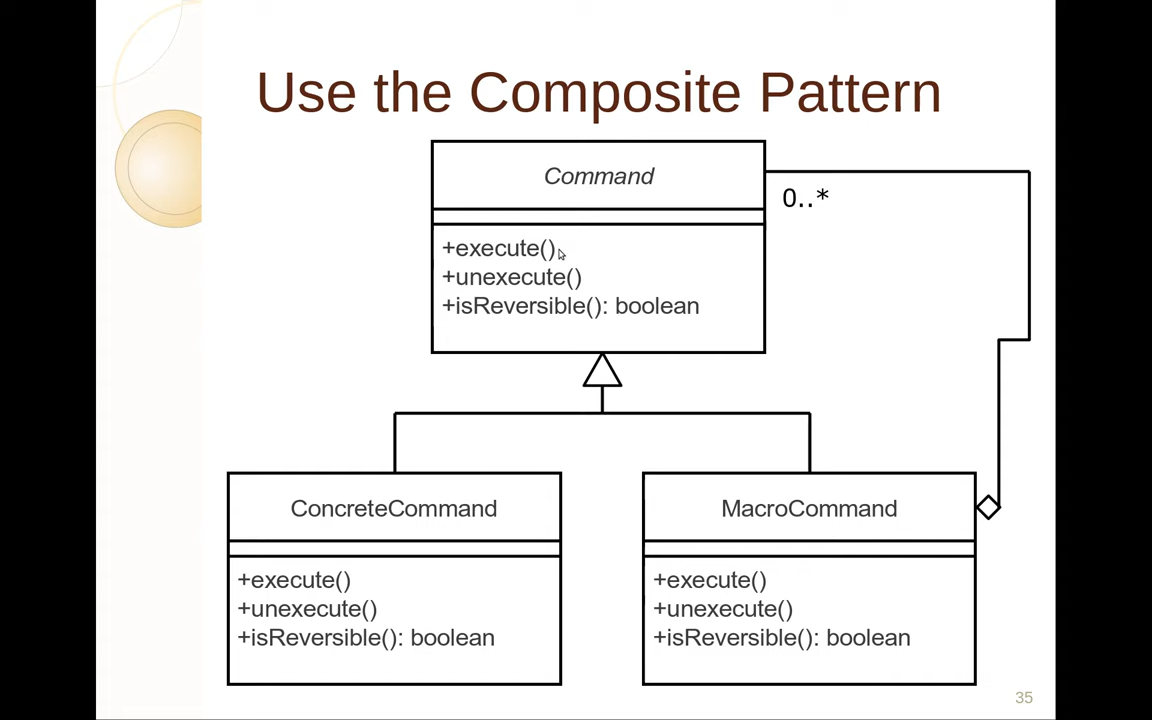 Use the Composite Pattern
Command
0..*
+execute()
+unexecute()
+isReversible(): boolean
ConcreteCommand
+execute()
+unexecute()
+isReversible(): boolean
MacroCommand
+execute()
+unexecute()
+isReversible(): boolean
35